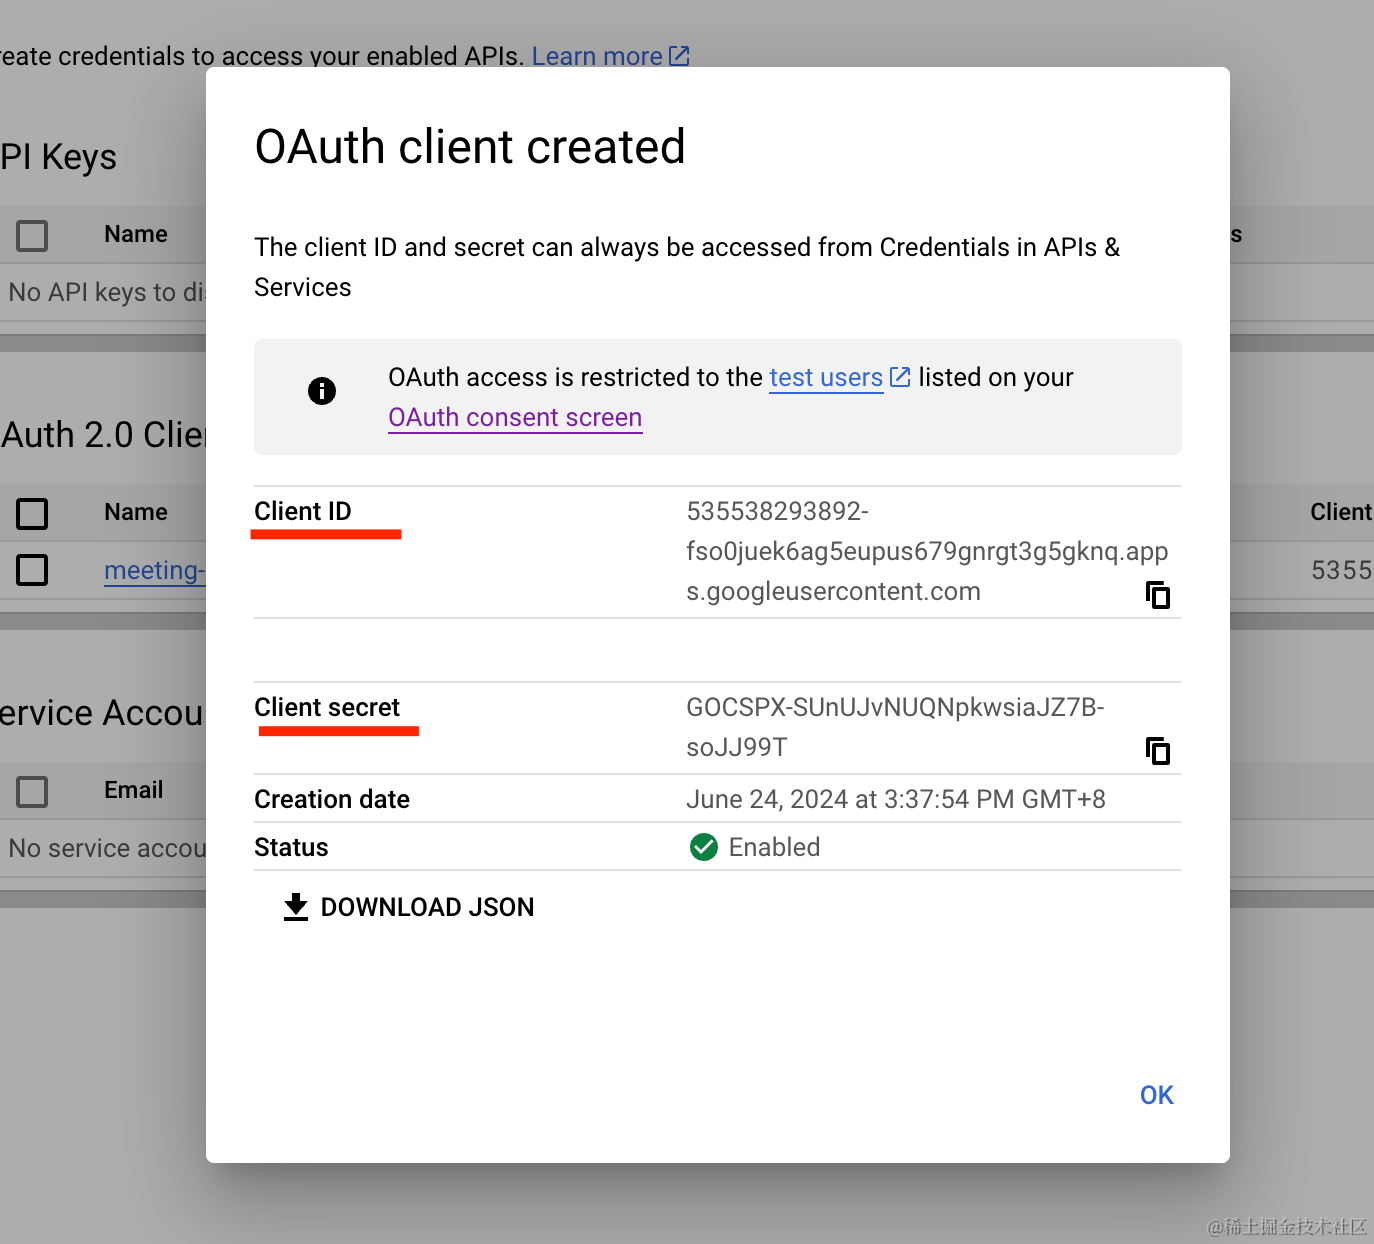 reate credentials to access your enabled APIs. Learn more
OAuth client created
PI Keys
Name
s
The client ID and secret can always be accessed from Credentials in APIs &
Services
No API keys to dis
OAuth access is restricted to the test users listed on your
OAuth consent screen
Auth 2.0 Clien
Name
Client
Client ID
535538293892-
fso0juek6ag5eupus679gnrgt3g5gknq.app
s.googleusercontent.com
meeting-
5355
ervice Accou
Client secret
GOCSPX-SUnUJvNUQNpkwsiaJZ7B-
soJJ99T
Email
Creation date
June 24, 2024 at 3:37:54 PM GMT+8
No service accou
Status
Enabled
DOWNLOAD JSON
OK
@稀土掘金技术社区